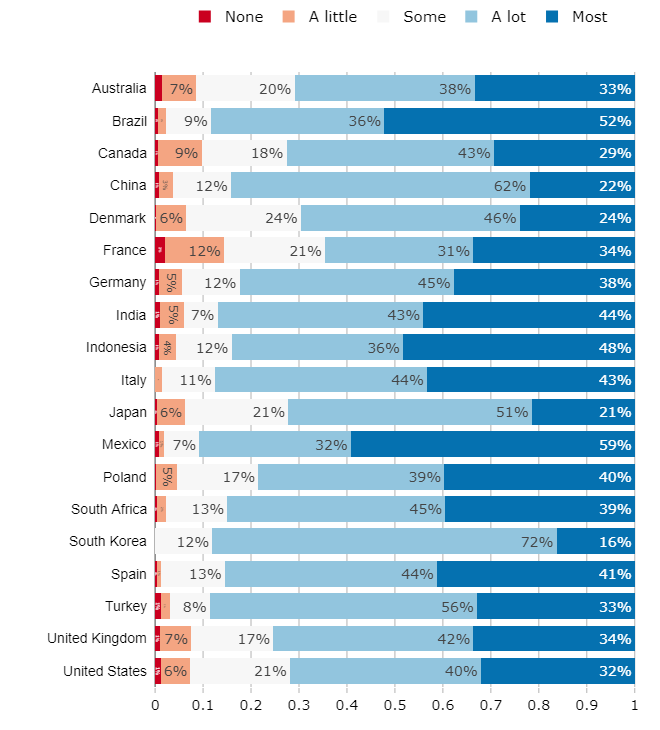 None A little Some A lot Most
Australia 7% 20% 38% 33%
Brazil 9% 36% 52%
Canada 9% 18% 43% 29%
China 3% 12% 62% 22%
Denmark 6% 24% 46% 24%
France 12% 21% 31% 34%
Germany 5% 12% 45% 38%
India 5% 7% 43% 44%
Indonesia 4% 12% 36% 48%
Italy 11% 44% 43%
Japan 6% 21% 51% 21%
Mexico 7% 32% 59%
Poland 5% 17% 39% 40%
South Africa 13% 45% 39%
South Korea 12% 72% 16%
Spain 13% 44% 41%
Turkey 8% 56% 33%
United Kingdom 7% 17% 42% 34%
United States 6% 21% 40% 32%
0 0.1 0.2 0.3 0.4 0.5 0.6 0.7 0.8 0.9 1